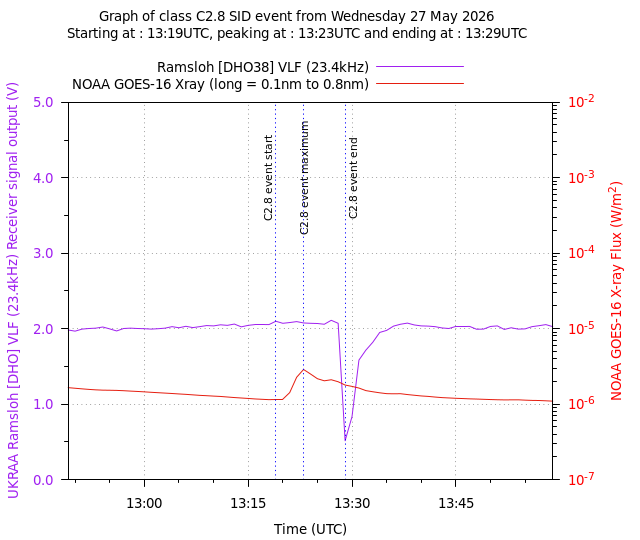 Graph of class C2.8 SID event from Wednesday 27 May 2026
Starting at : 13:19UTC, peaking at : 13:23UTC and ending at : 13:29UTC
Ramsloh [DHO38] VLF (23.4kHz)
NOAA GOES-16 Xray (long = 0.1nm to 0.8nm)
UKRAA Ramsloh [DHO] VLF (23.4kHz) Receiver signal output (V)
5.0
4.0
3.0
2.0
1.0
0.0
C2.8 event start
C2.8 event maximum
C2.8 event end
10-2
10-3
10-4
10-5
10-6
10-7
NOAA GOES-16 X-ray Flux (W/m2)
13:00
13:15
13:30
13:45
Time (UTC)